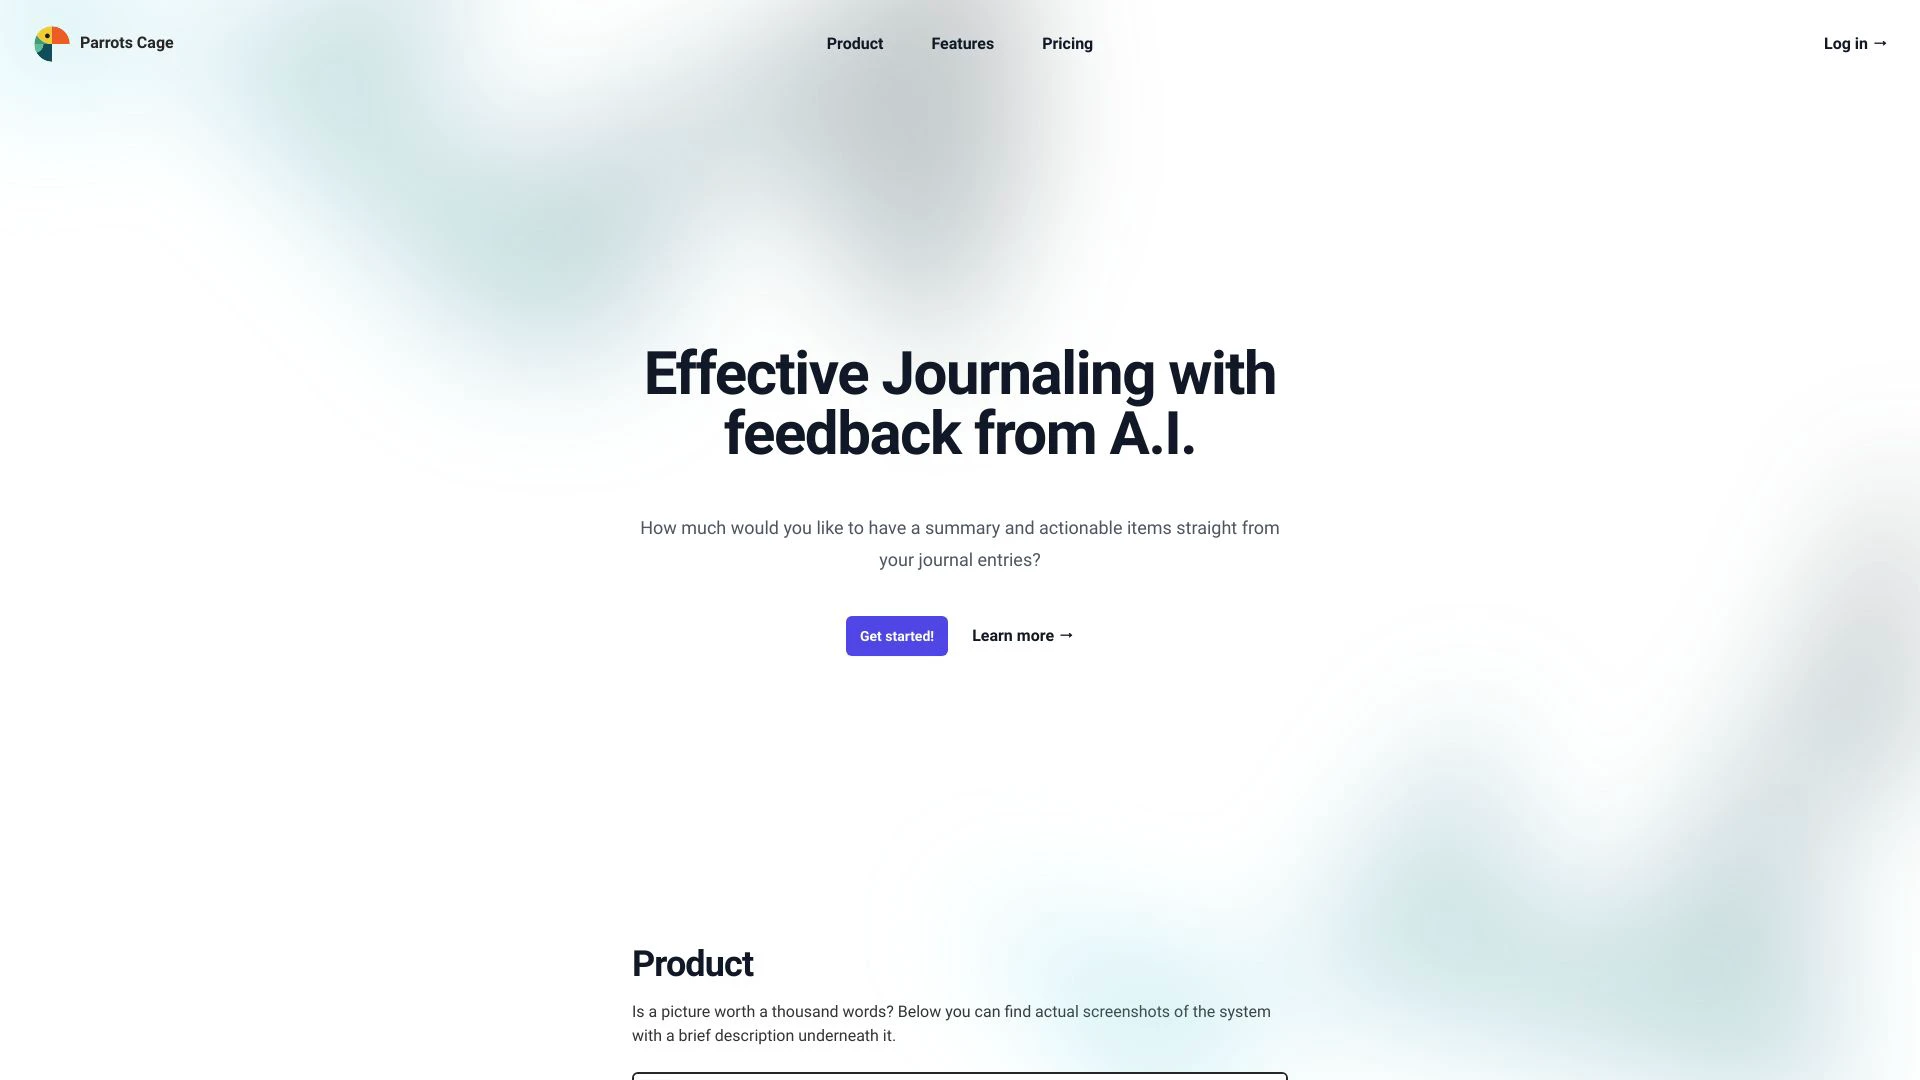 Parrots Cage
Product
Features
Pricing
Log in →
Effective Journaling with
feedback from A.I.
How much would you like to have a summary and actionable items straight from
your journal entries?
Get started!
Learn more →
Product
Is a picture worth a thousand words? Below you can find actual screenshots of the system
with a brief description underneath it.